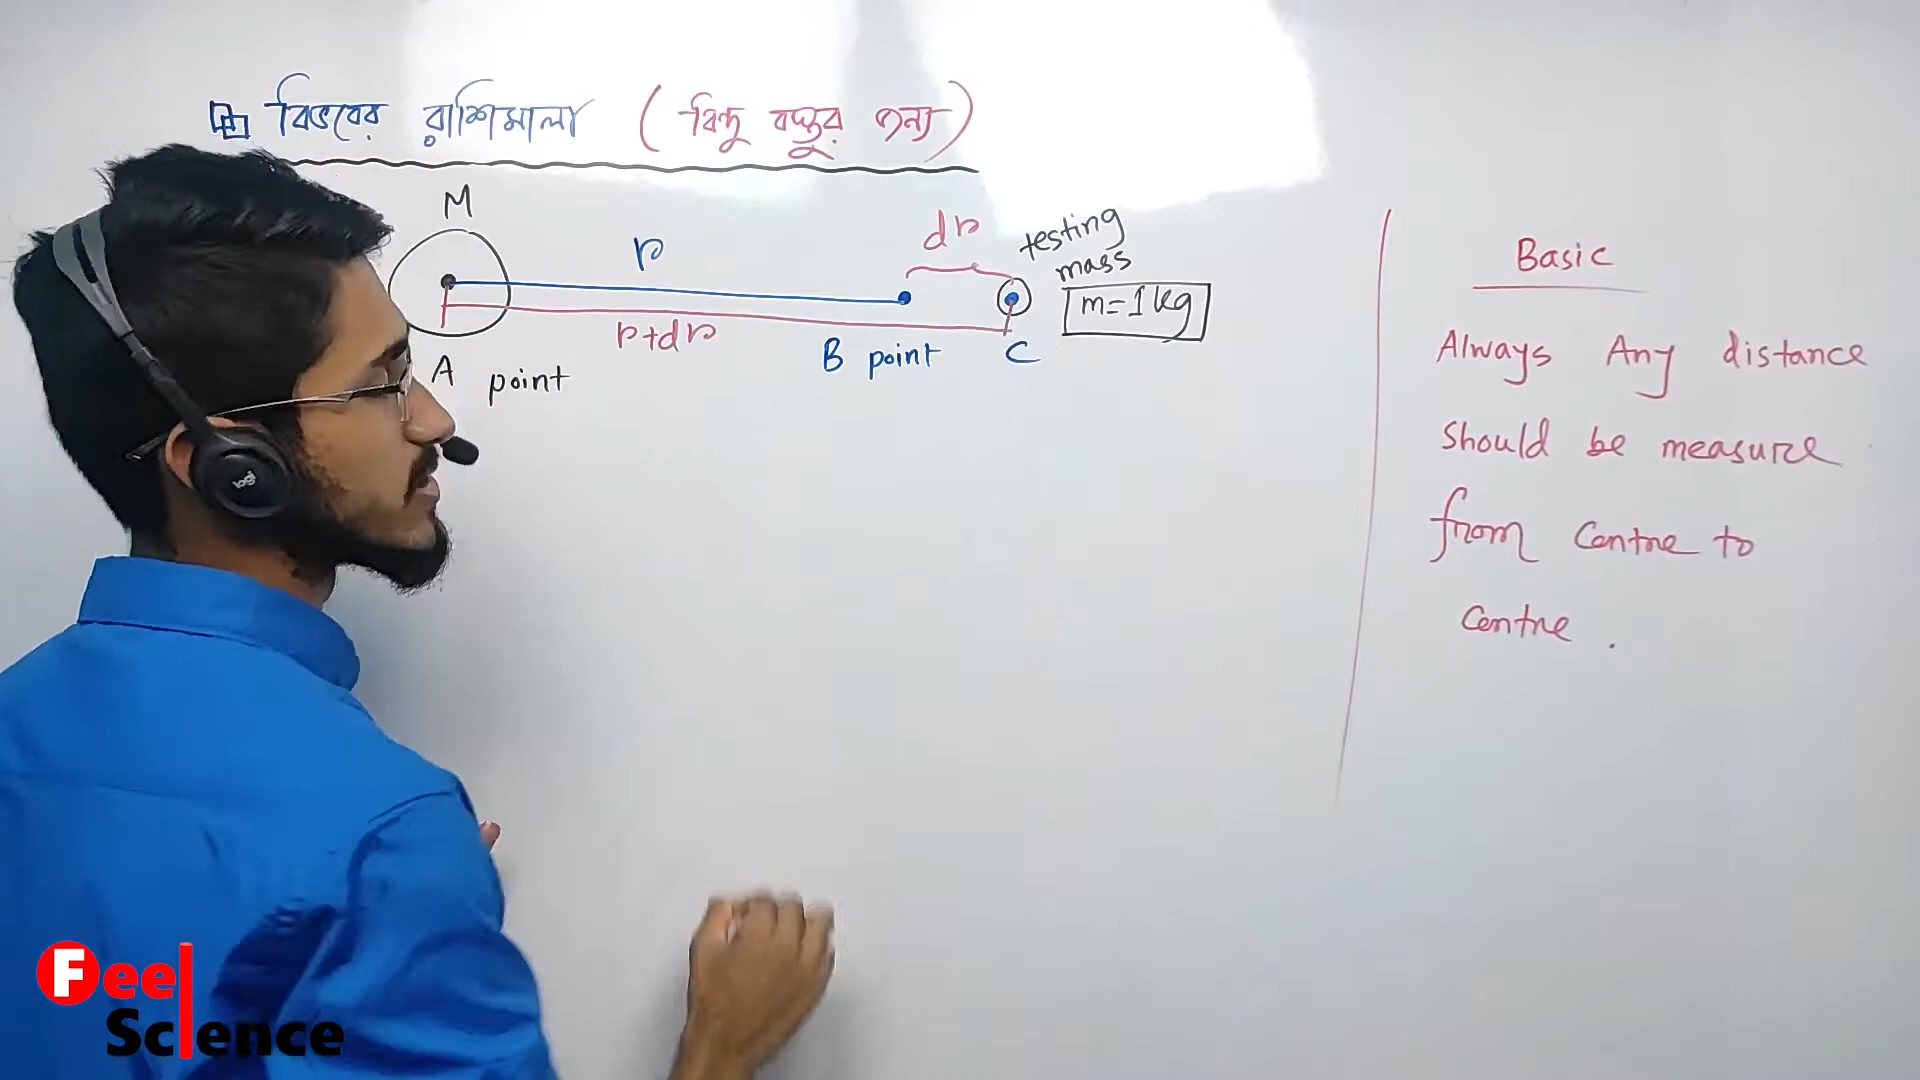 বিভবের রাশিমালা (বিন্দু বস্তুর জন্য)
M
r
dr
testing
mass
m=1kg
r+dr
A point
B point
C
Basic
Always Any distance
should be measure
from Centre to
Centre.
logi
Feel
Science